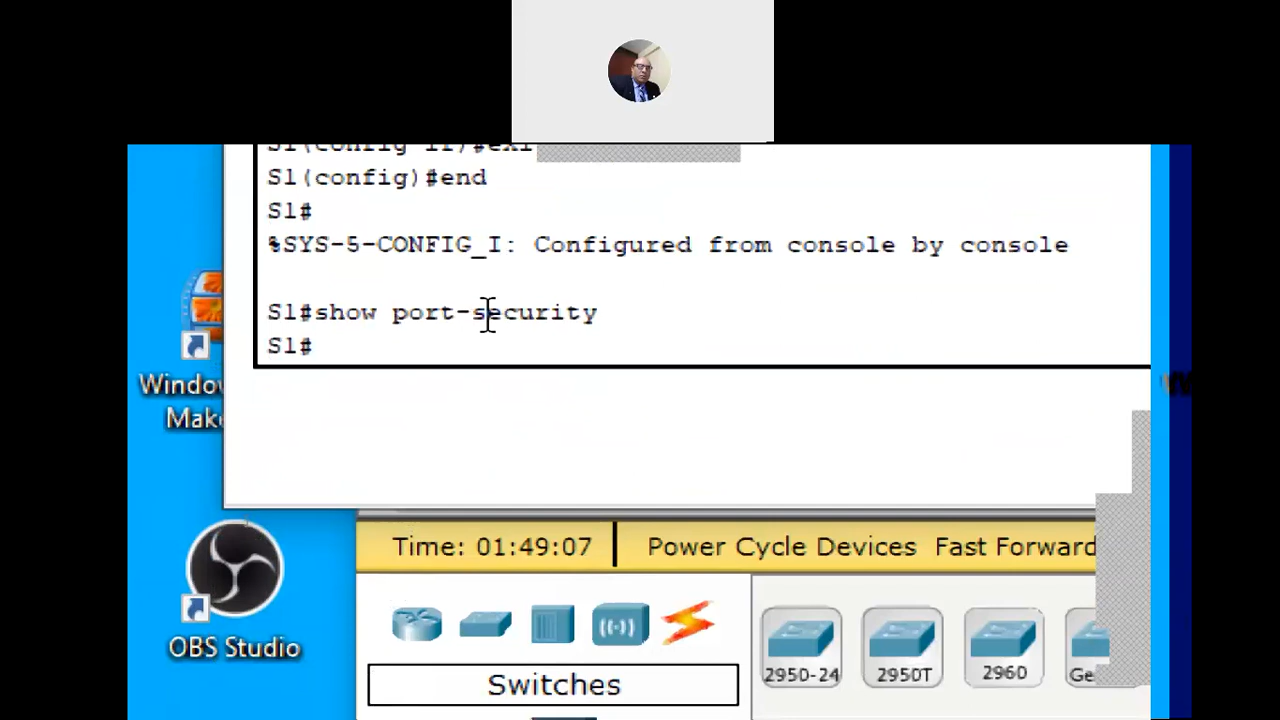 S1(config)#end
S1#
%SYS-5-CONFIG_I: Configured from console by console
S1#show port-security
S1#
Window
Make
OBS Studio
Time: 01:49:07
Power Cycle Devices Fast Forward
Switches
2950-24 2950T 2960 Ge